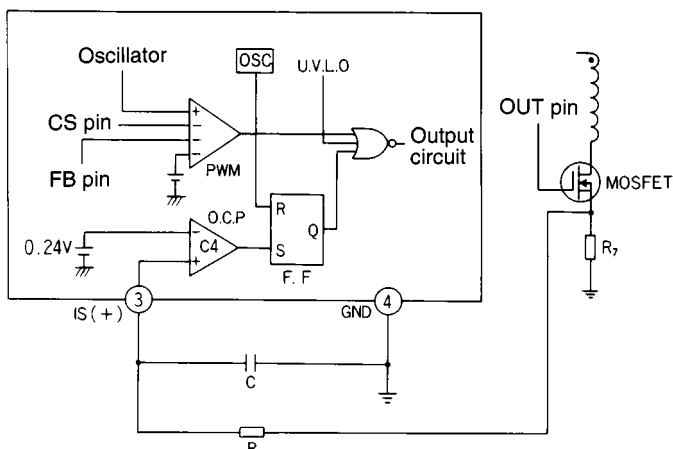 Oscillator
OSC
U.V.L.O
OUT pin
CS pin
+
−
−
−
Output
circuit
FB pin
PWM
MOSFET
O.C.P
R
Q
0.24V
−
C4
+
S
R7
F. F
3
4
IS(+)
GND
C
R